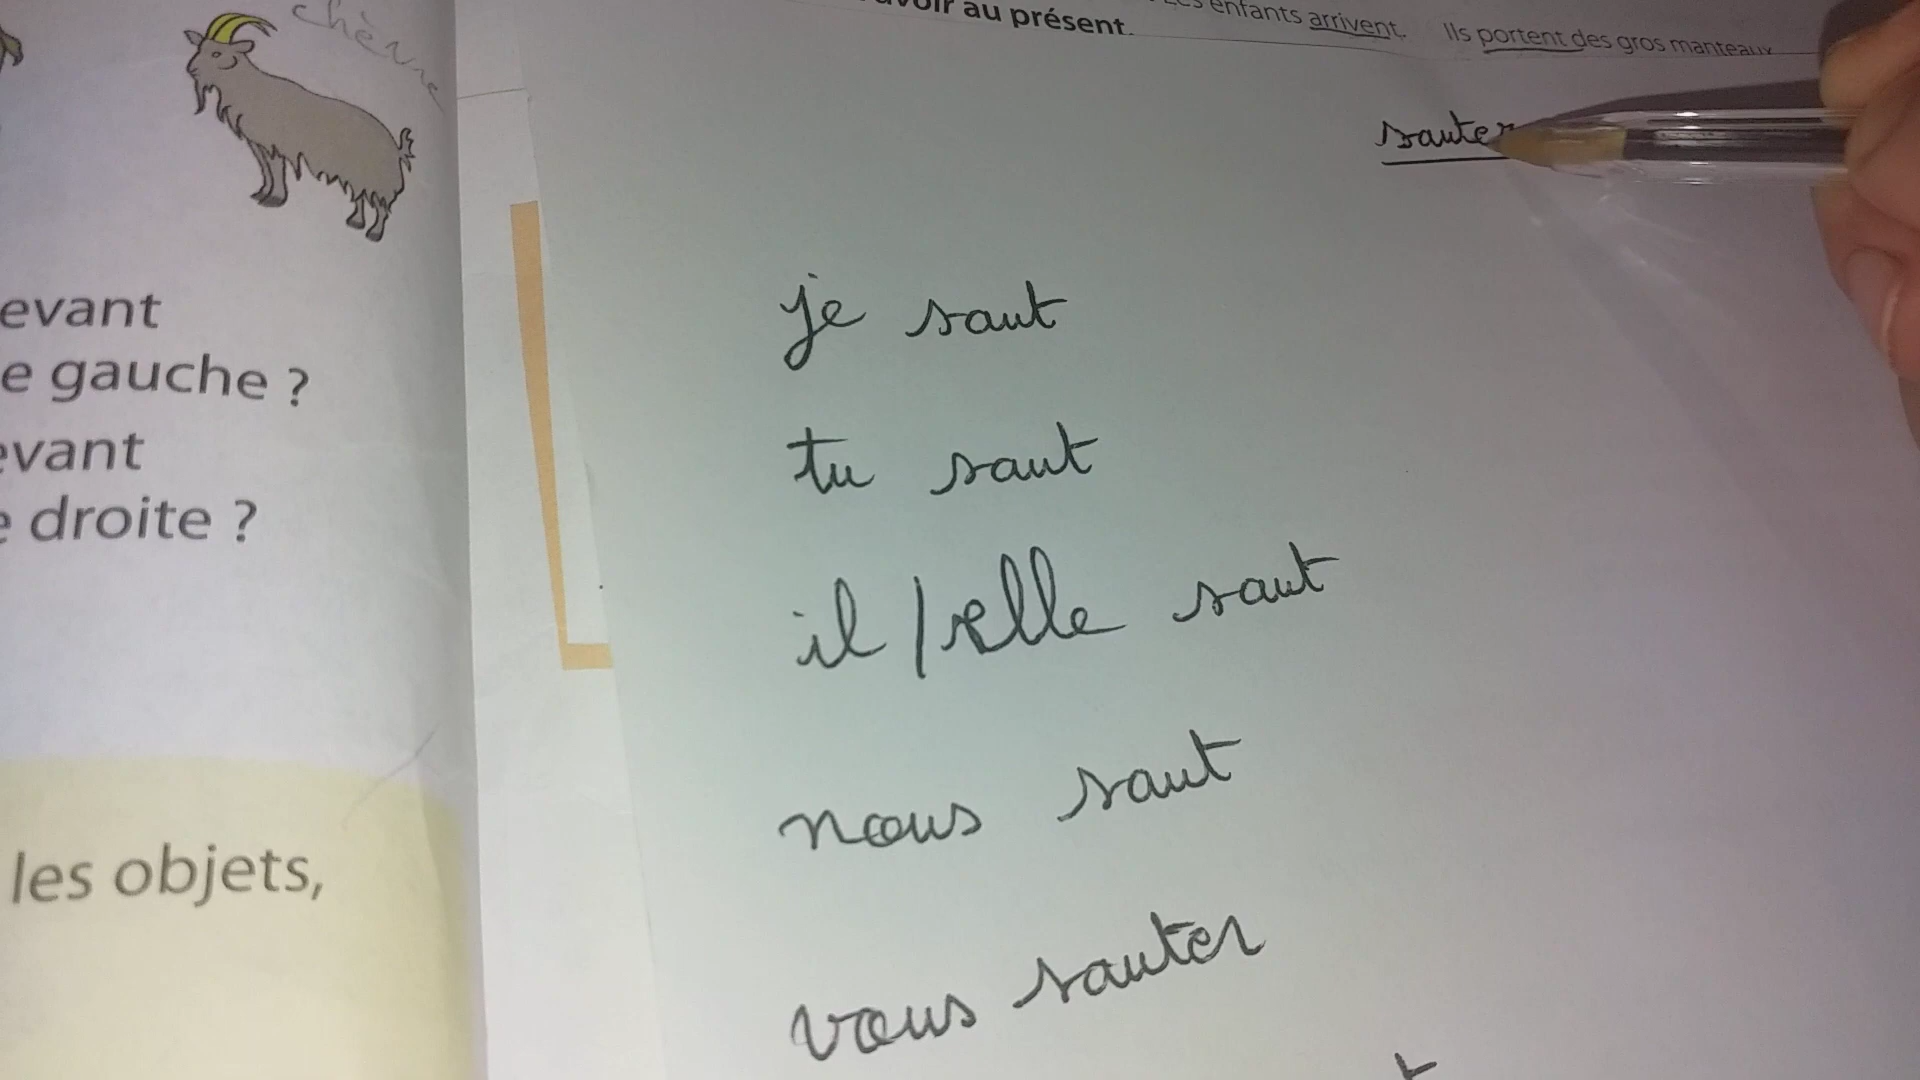 chèvre
au présent.
enfants arrivent. Ils portent des gros manteaux
sauter
evant
e gauche ?
evant
e droite ?
les objets,
je saut
tu saut
il/elle saut
nous saut
vous sauter